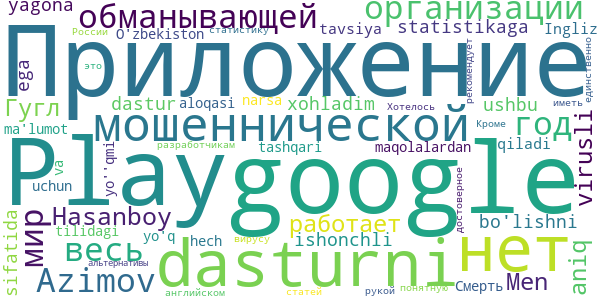 yagona
обманывающей
организации
России
O'zbekiston
статистику
tavsiya
statistikaga
Ingliz
Приложение
ega
это
рекомендует
единственно
dastur
aloqasi
narsa
xohladim
Хотелось
ushbu
иметь
Гугл
мошеннической
год
virusli
ma'lumot
va
yo''qmi
разработчикам
tashqari
maqolalardan
Кроме
qiladi
uchun
Playgoogle
достоверное
sifatida
мир
Hasanboy
работает
bo'lishni
tilidagi
yo'q
hech
вирусу
ishonchli
нет
aniq
весь
альтернативы
Azimov
dasturni
Смерть
Men
английском
статей
рукой
понятную